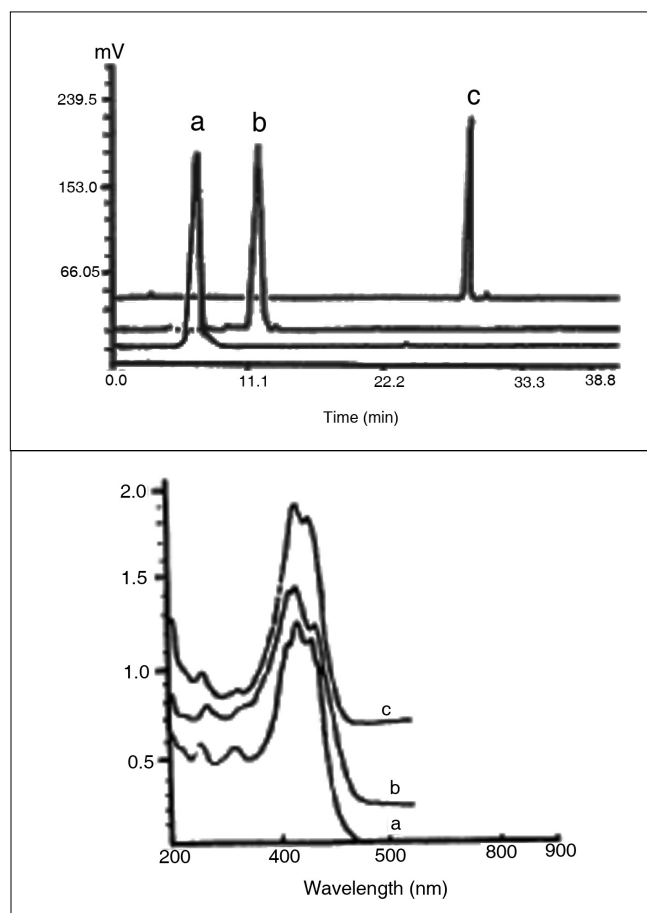 mV
239.5
a b c
153.0
66.05
0.0 11.1 22.2 33.3 38.8
Time (min)
2.0
1.5
1.0
0.5
c
b
a
200 400 500 800 900
Wavelength (nm)